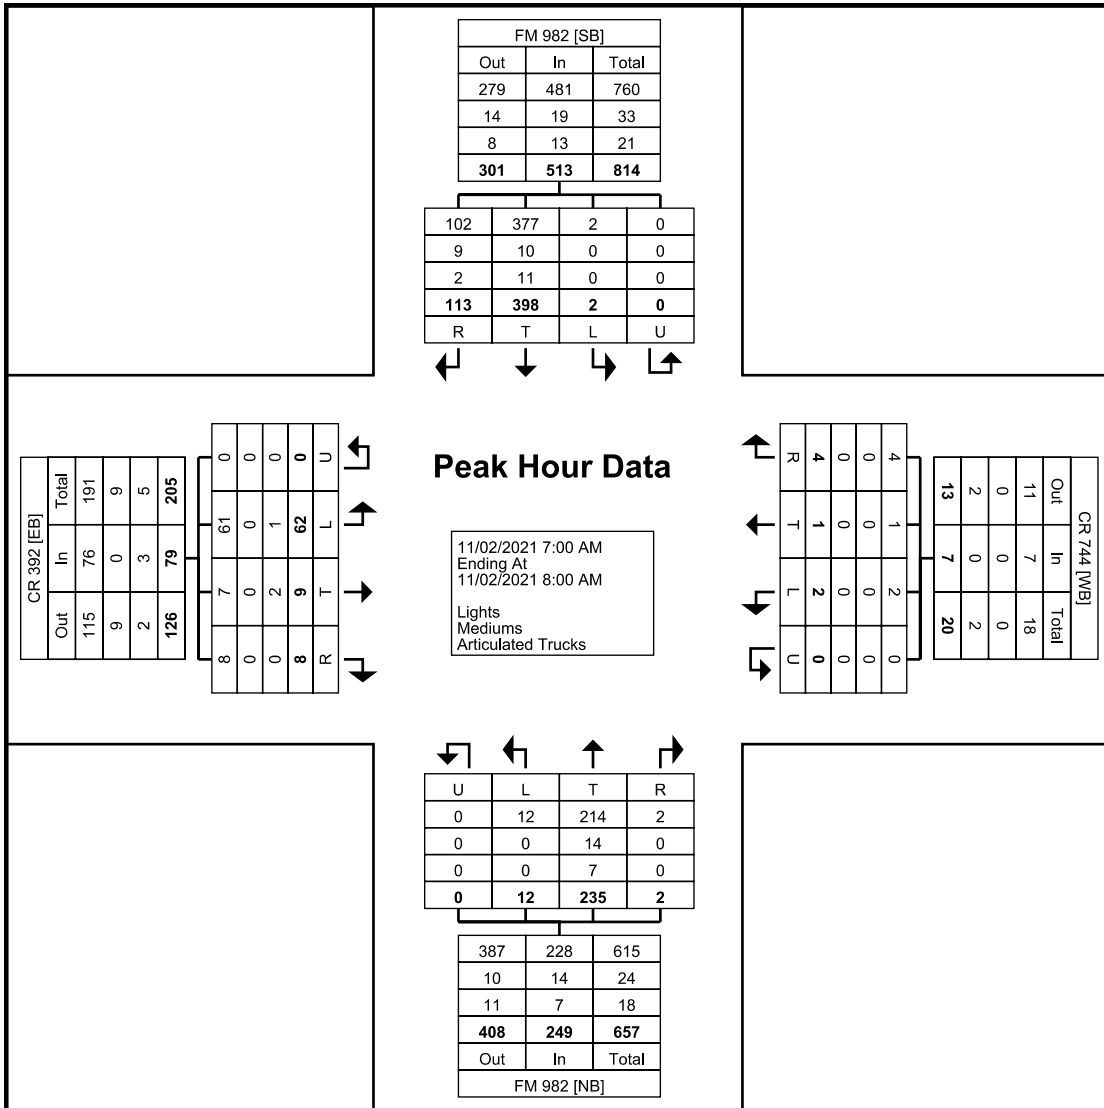 FM 982 [SB]
Out In Total
279 481 760
14 19 33
8 13 21
301 513 814
102 377 2 0
9 10 0 0
2 11 0 0
113 398 2 0
R T L U
CR 392 [EB]
Total In Out
191 76 115
9 0 9
5 3 2
205 79 126
0 61 7 8
0 0 0 0
0 1 2 0
0 62 9 8
U L T R
Peak Hour Data
11/02/2021 7:00 AM
Ending At
11/02/2021 8:00 AM
Lights
Mediums
Articulated Trucks
R T L U
4 1 2 0
0 0 0 0
0 0 0 0
4 1 2 0
CR 744 [WB]
Out In Total
11 7 18
0 0 0
2 0 2
13 7 20
U L T R
0 12 214 2
0 0 14 0
0 0 7 0
0 12 235 2
387 228 615
10 14 24
11 7 18
408 249 657
Out In Total
FM 982 [NB]